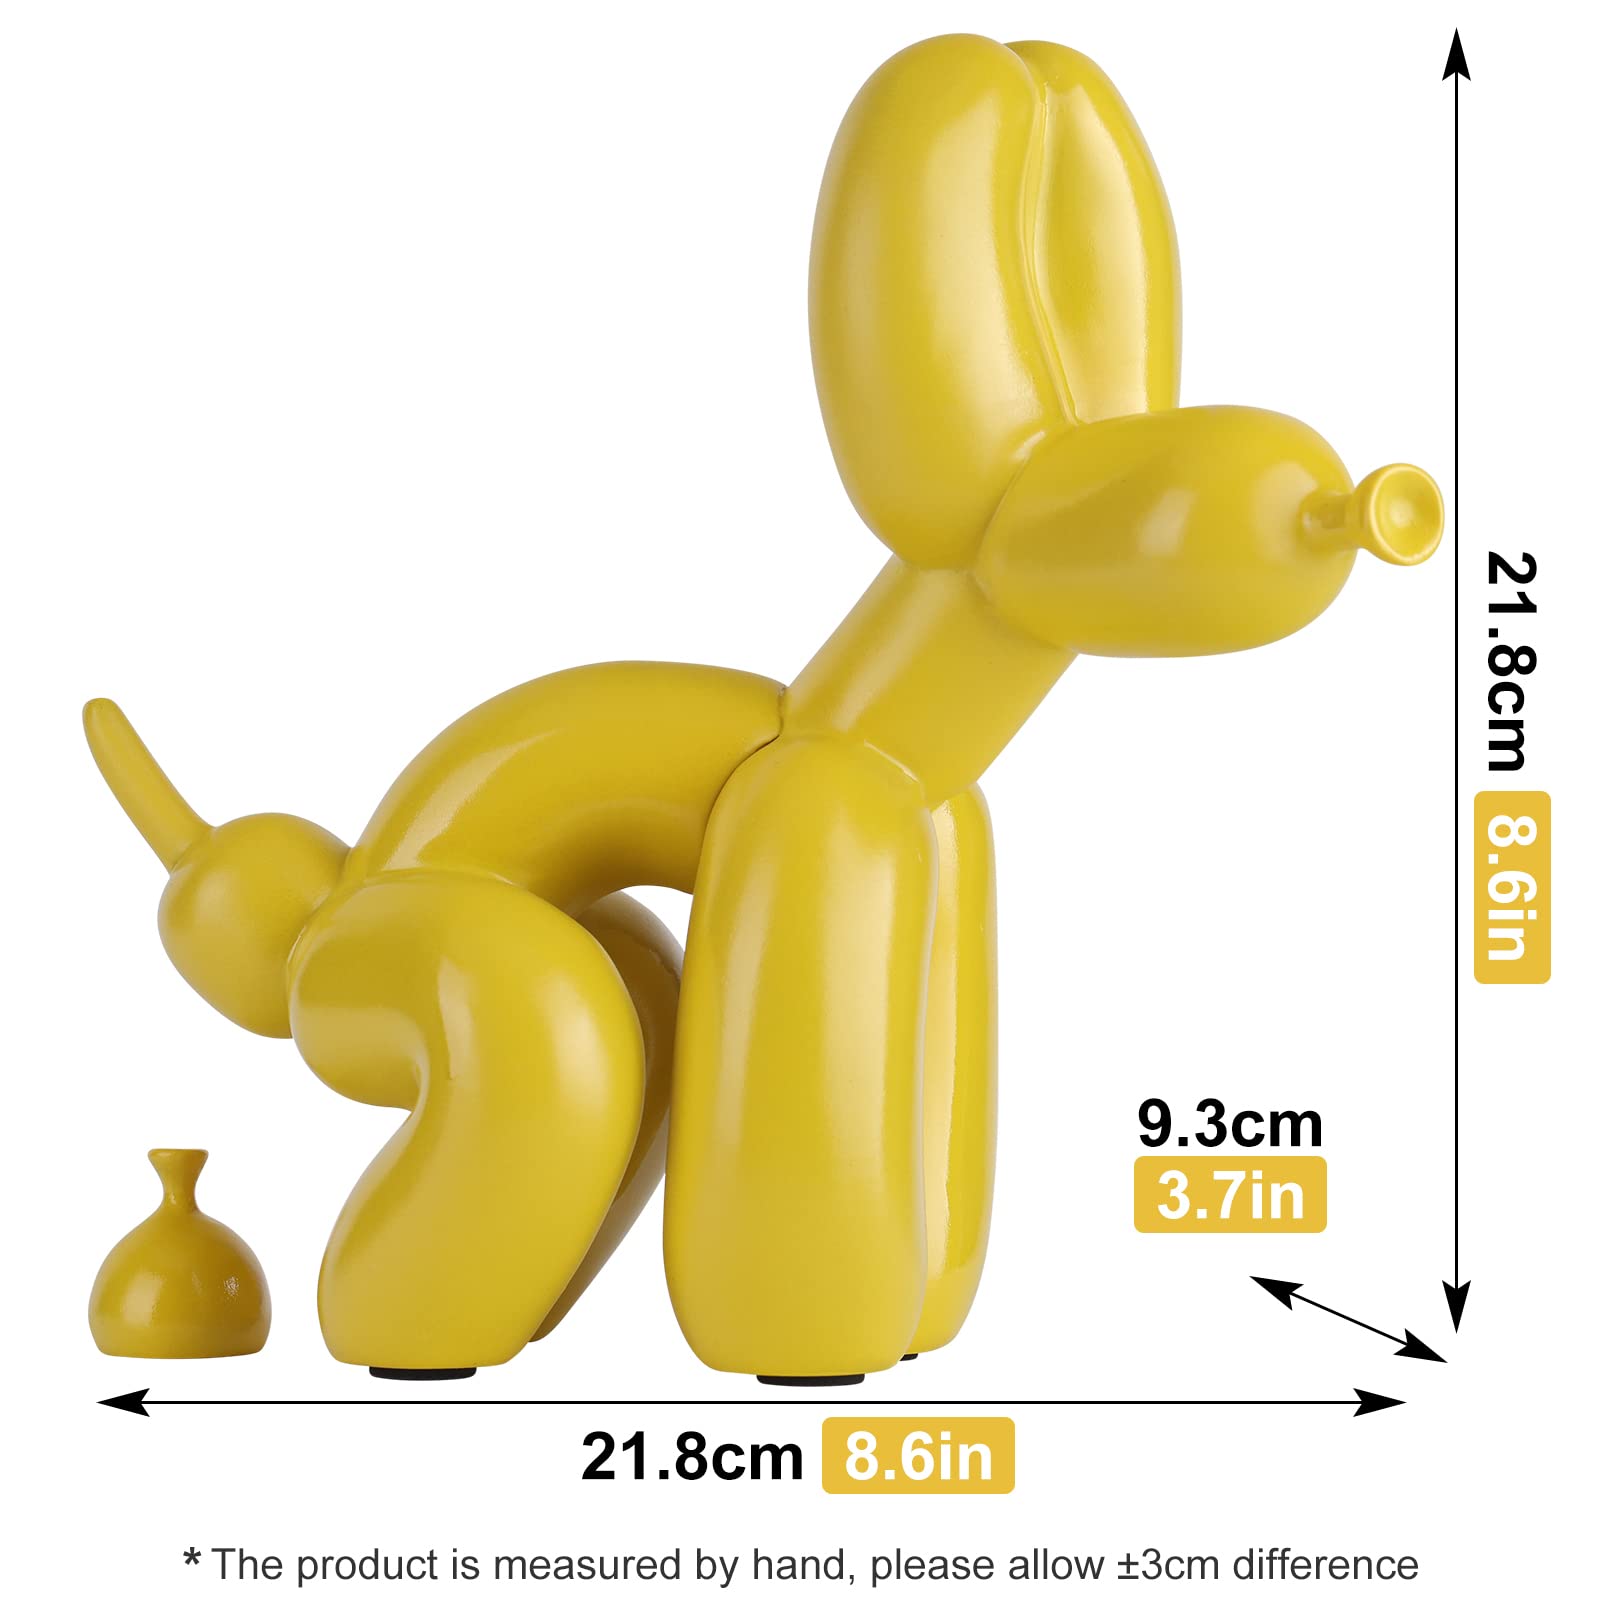 21.8cm
8.6in
9.3cm
3.7in
21.8cm 8.6in
* The product is measured by hand, please allow ±3cm difference